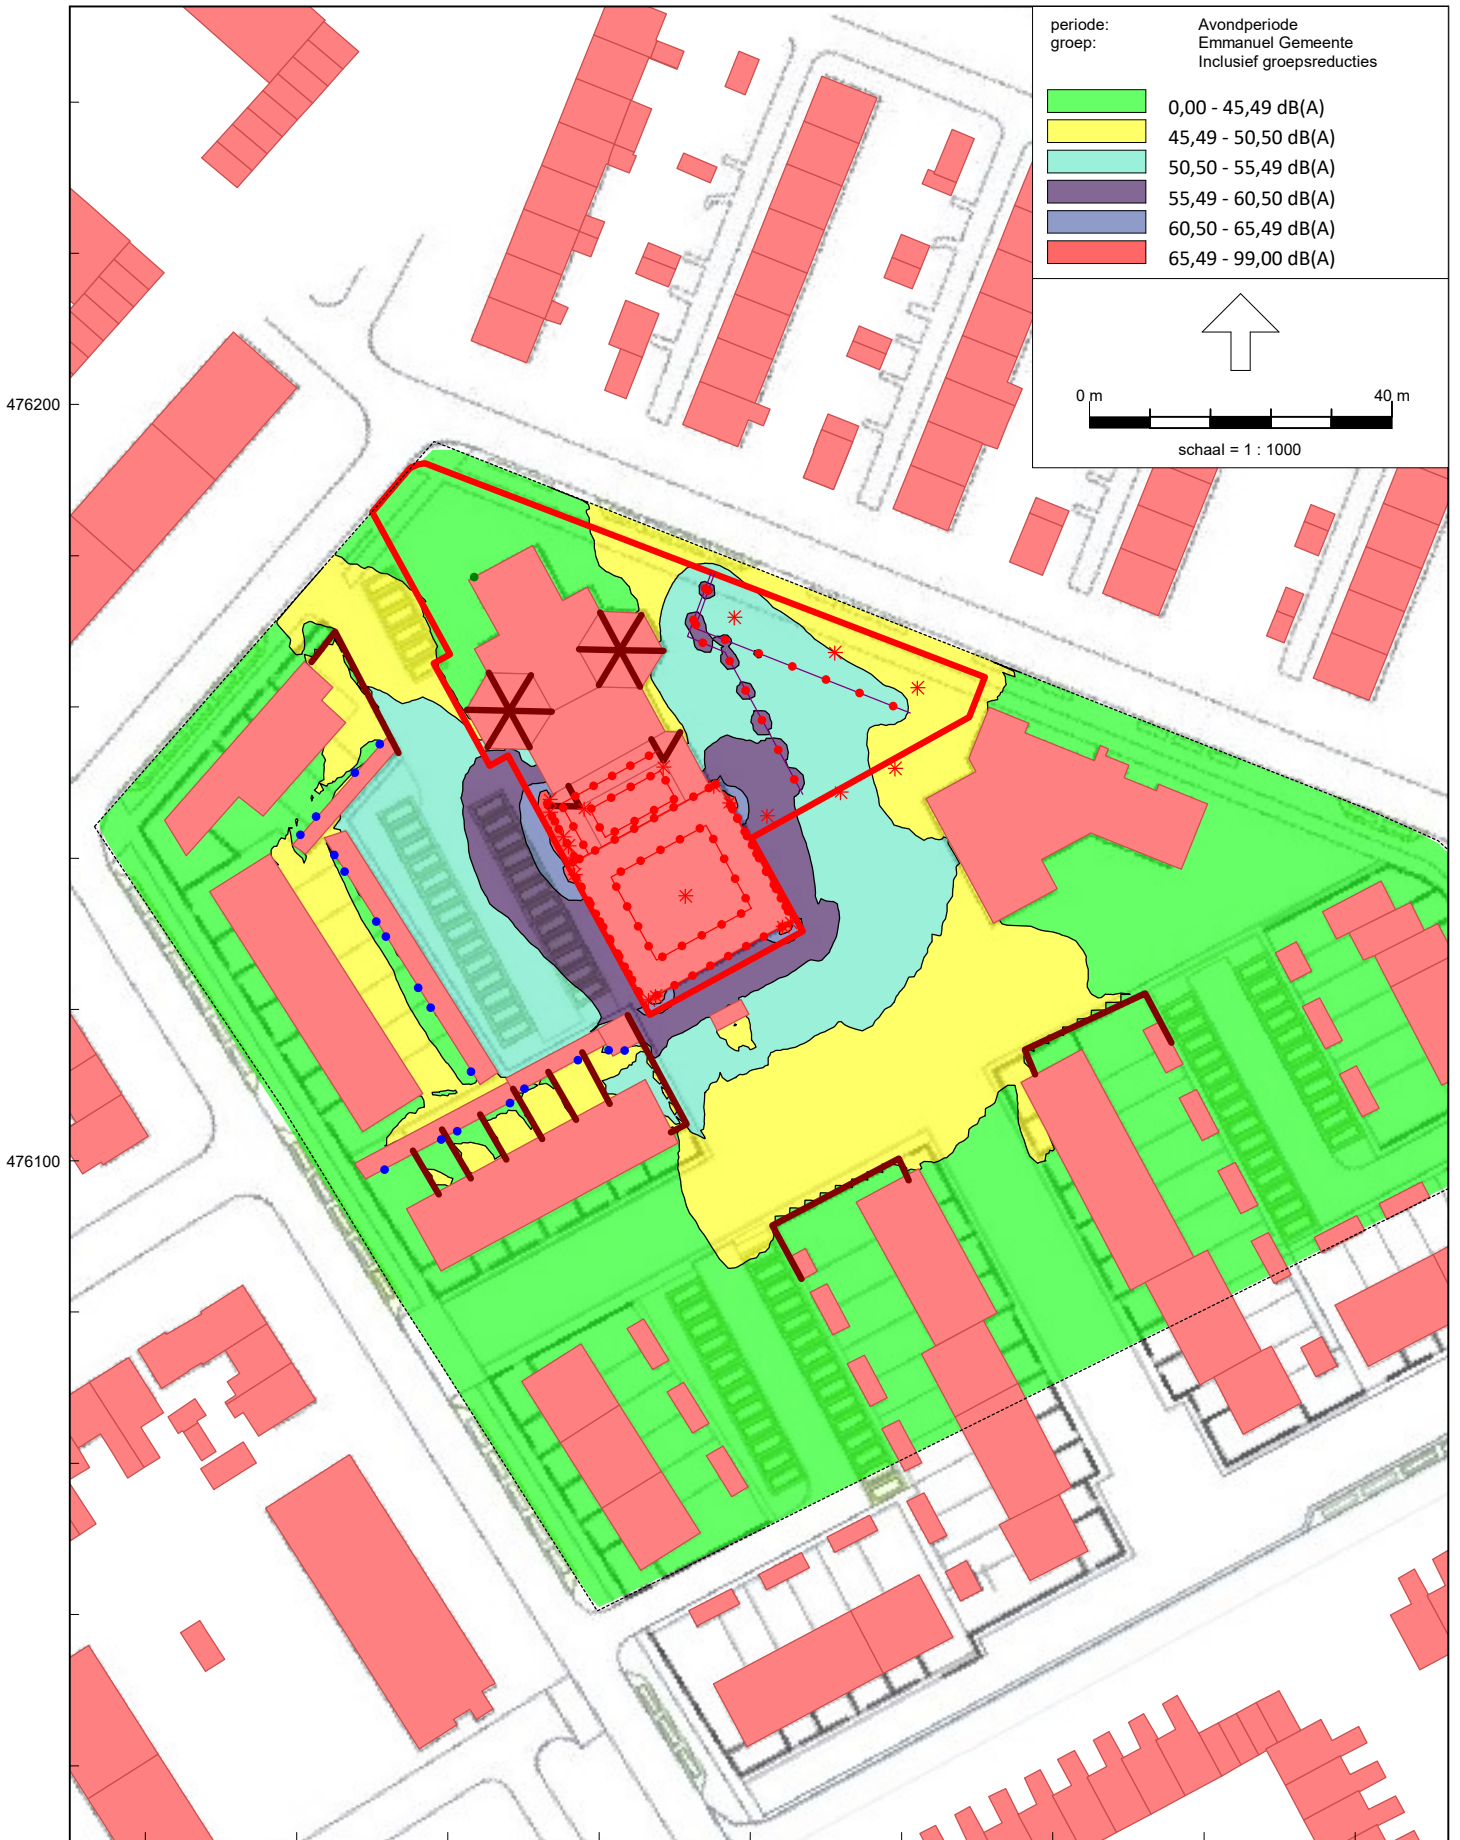 periode: Avondperiode
groep: Emmanuel Gemeente
Inclusief groepsreducties
0,00 - 45,49 dB(A)
45,49 - 50,50 dB(A)
50,50 - 55,49 dB(A)
55,49 - 60,50 dB(A)
60,50 - 65,49 dB(A)
65,49 - 99,00 dB(A)
0 m 40 m
schaal = 1 : 1000
476200
476100